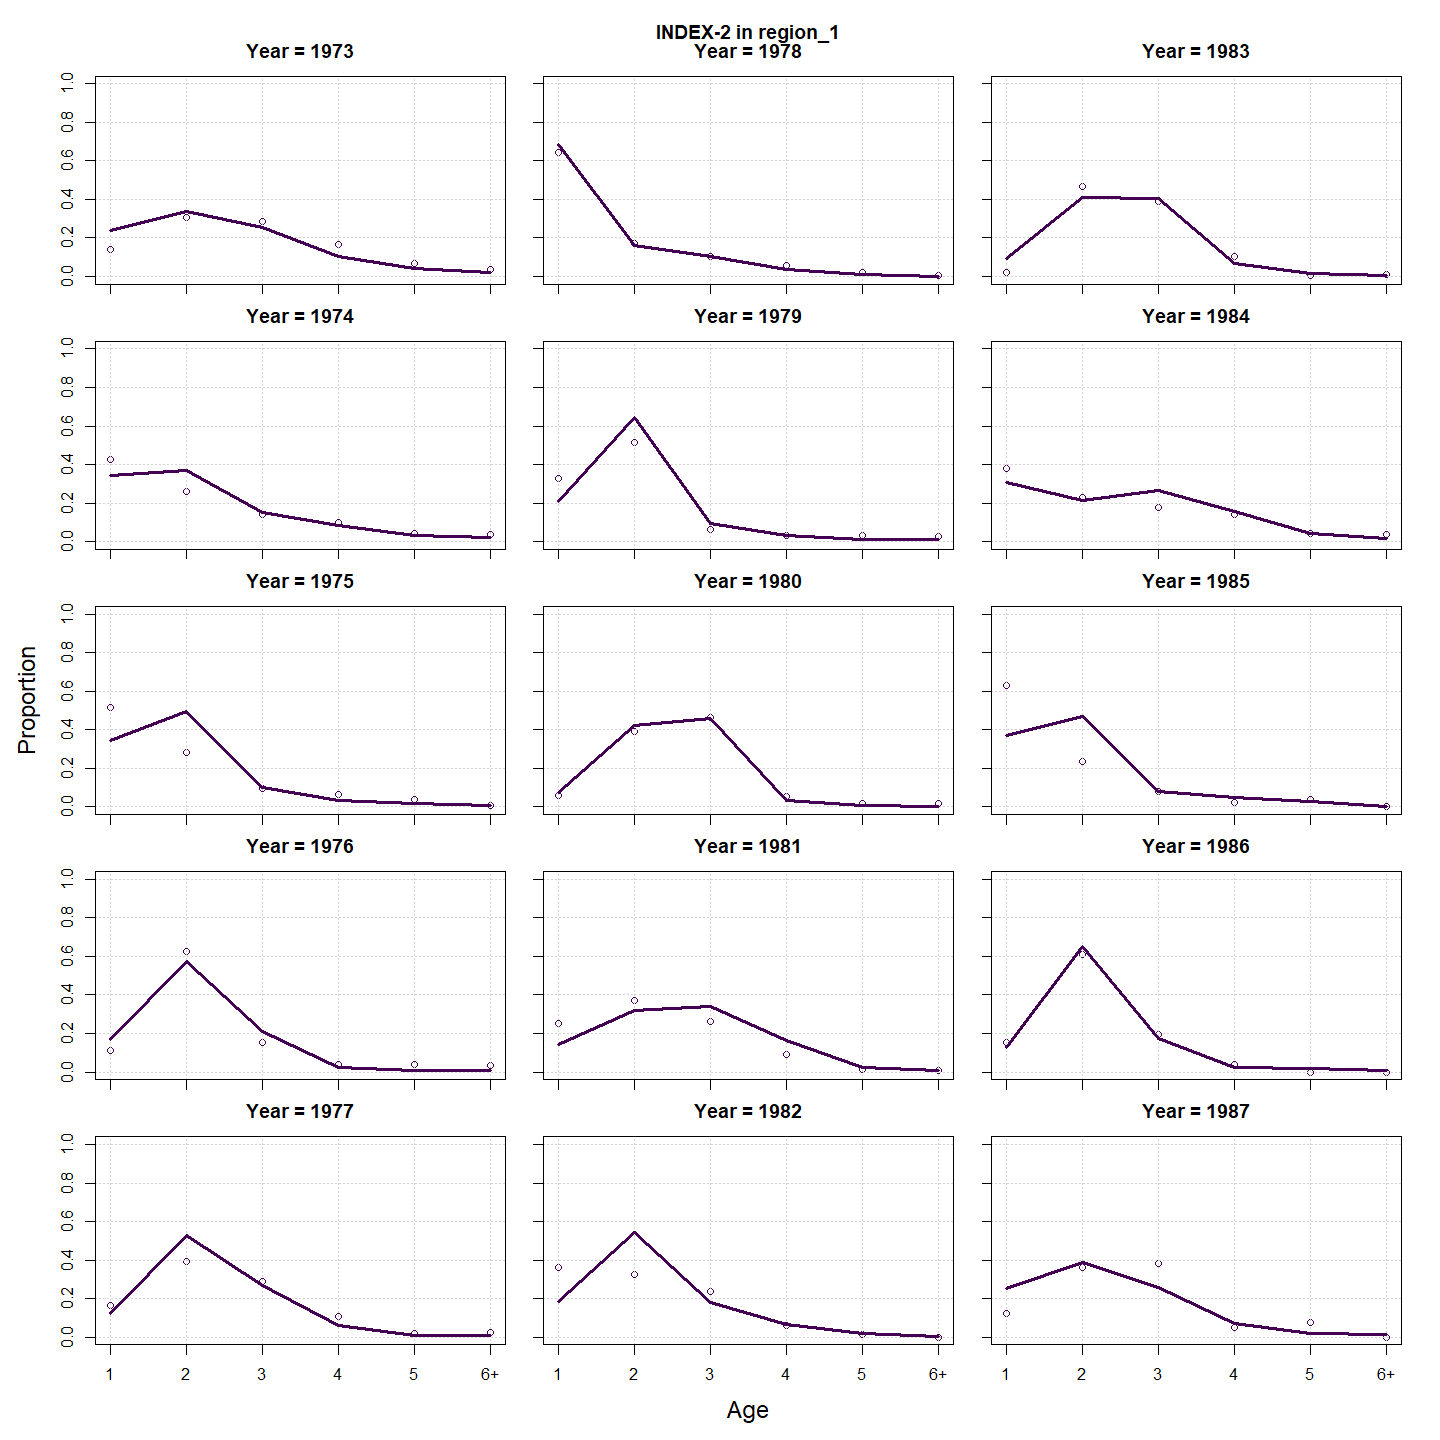 INDEX-2 in region_1
Year = 1973
Year = 1978
Year = 1983
0.0 0.2 0.4 0.6 0.8 1.0
Year = 1974
Year = 1979
Year = 1984
0.0 0.2 0.4 0.6 0.8 1.0
Year = 1975
Year = 1980
Year = 1985
0.0 0.2 0.4 0.6 0.8 1.0
Proportion
Year = 1976
Year = 1981
Year = 1986
0.0 0.2 0.4 0.6 0.8 1.0
Year = 1977
Year = 1982
Year = 1987
0.0 0.2 0.4 0.6 0.8 1.0
1 2 3 4 5 6+
1 2 3 4 5 6+
1 2 3 4 5 6+
Age